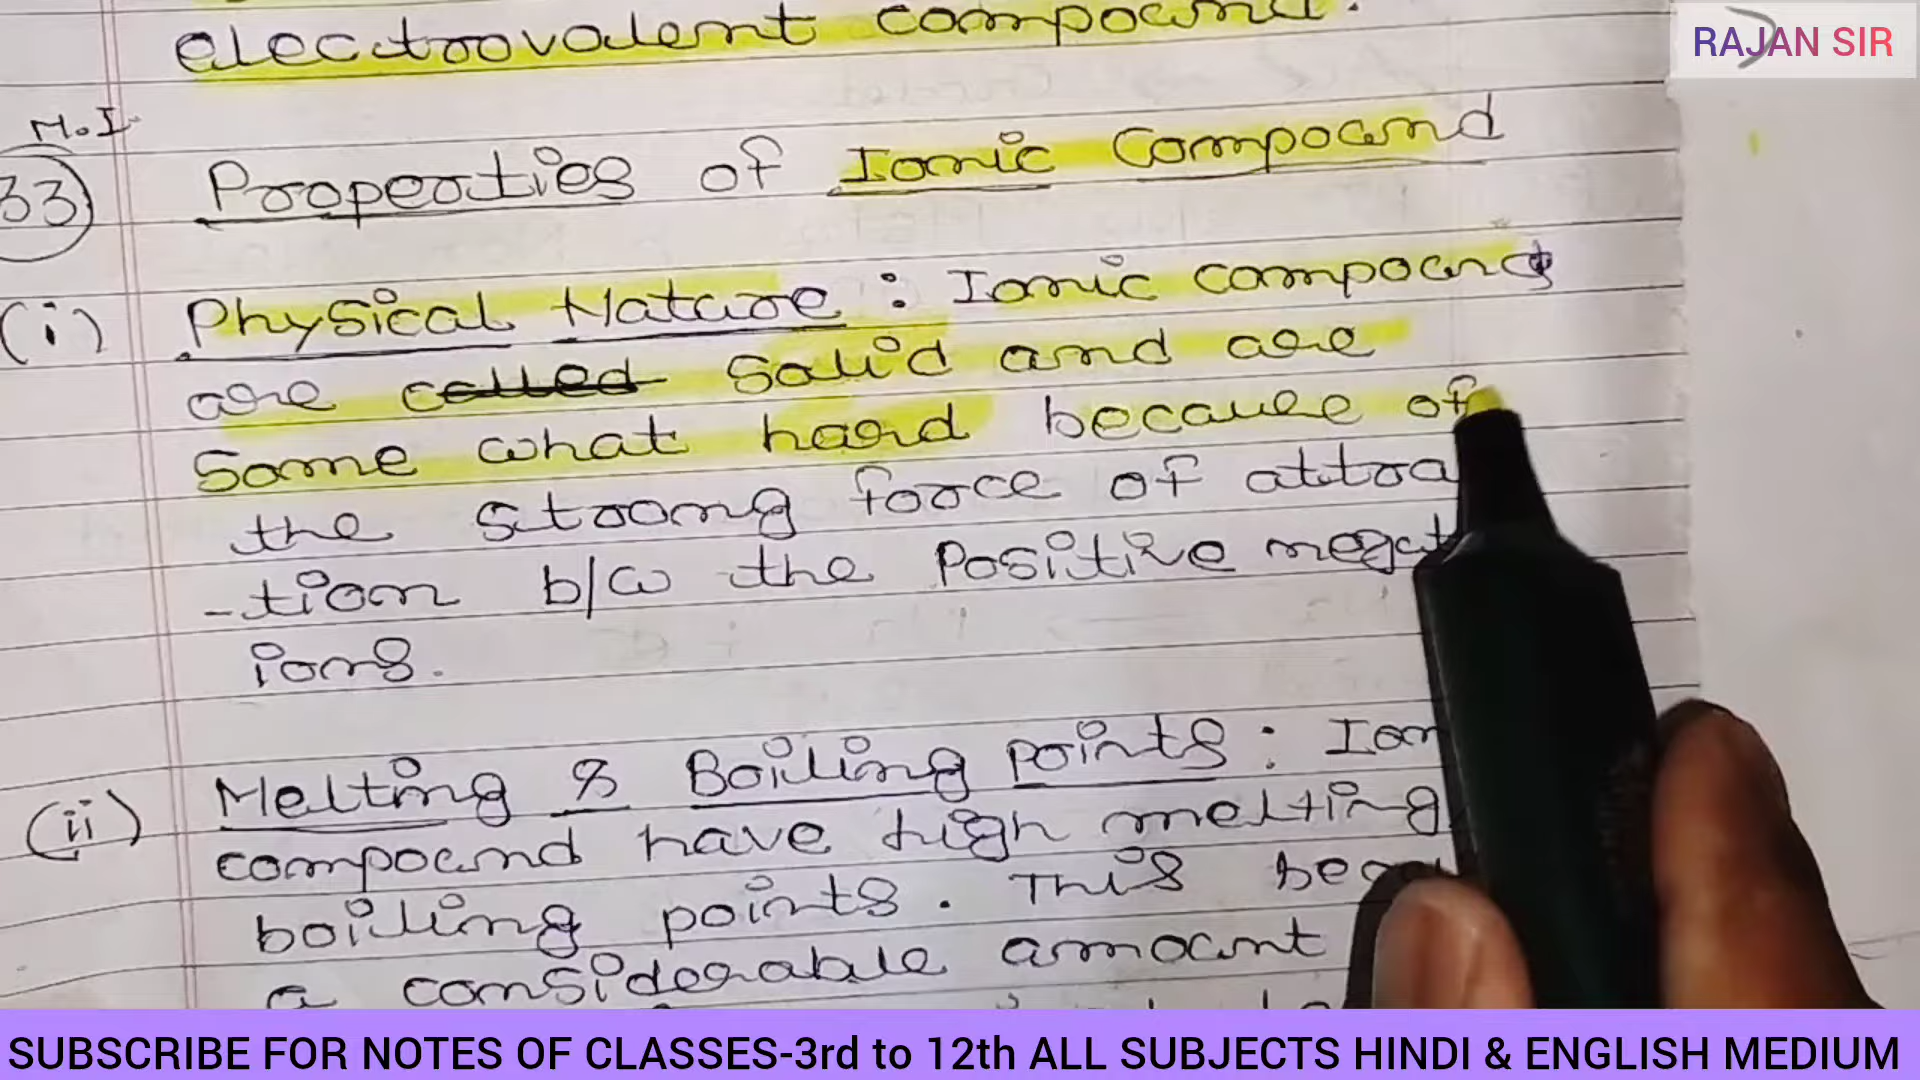 electrovalent compound.
RAJAN SIR
M.I.
33
Properties of Ionic Compound
(i) Physical Nature : Ionic compound
are called Solid and are
Some what hard because of
the strong force of attra
-tion b/w the Positive negat
ions.
(ii) Melting & Boiling points : Ion
compound have high melting
boiling points. This beca
a considerable amount
SUBSCRIBE FOR NOTES OF CLASSES-3rd to 12th ALL SUBJECTS HINDI & ENGLISH MEDIUM